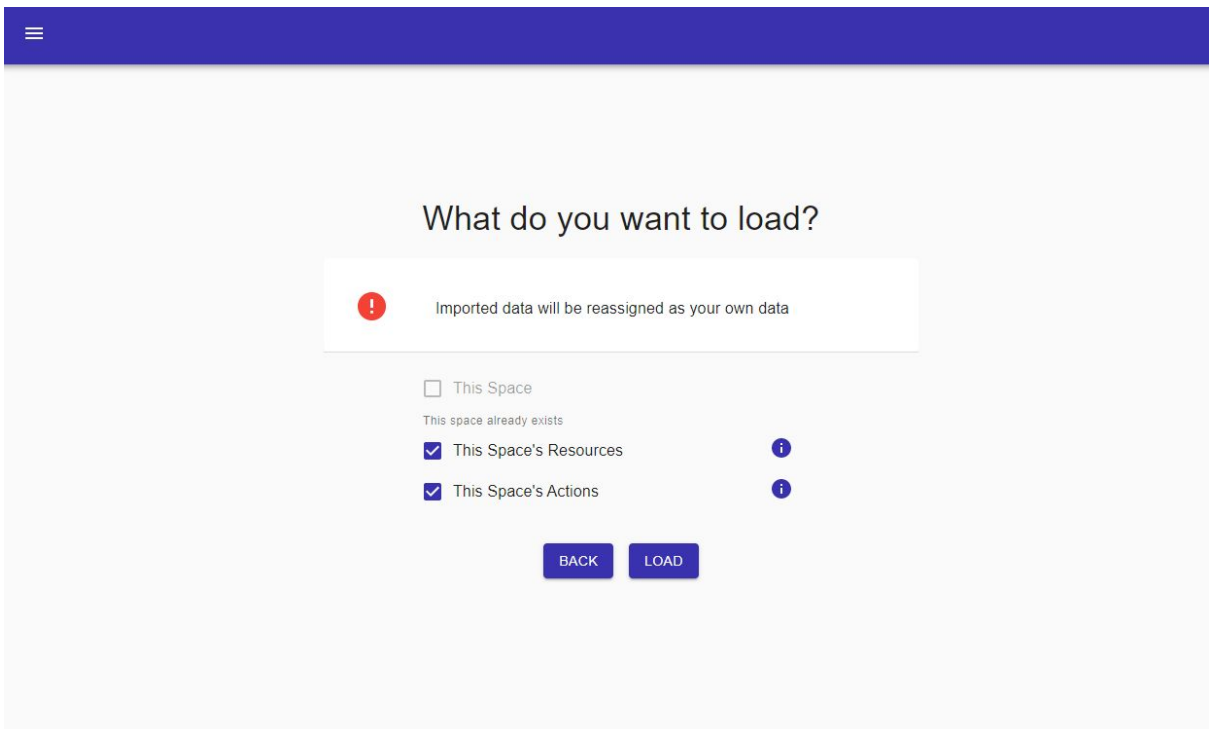 What do you want to load?
Imported data will be reassigned as your own data
This Space
This space already exists
This Space's Resources
This Space's Actions
BACK
LOAD